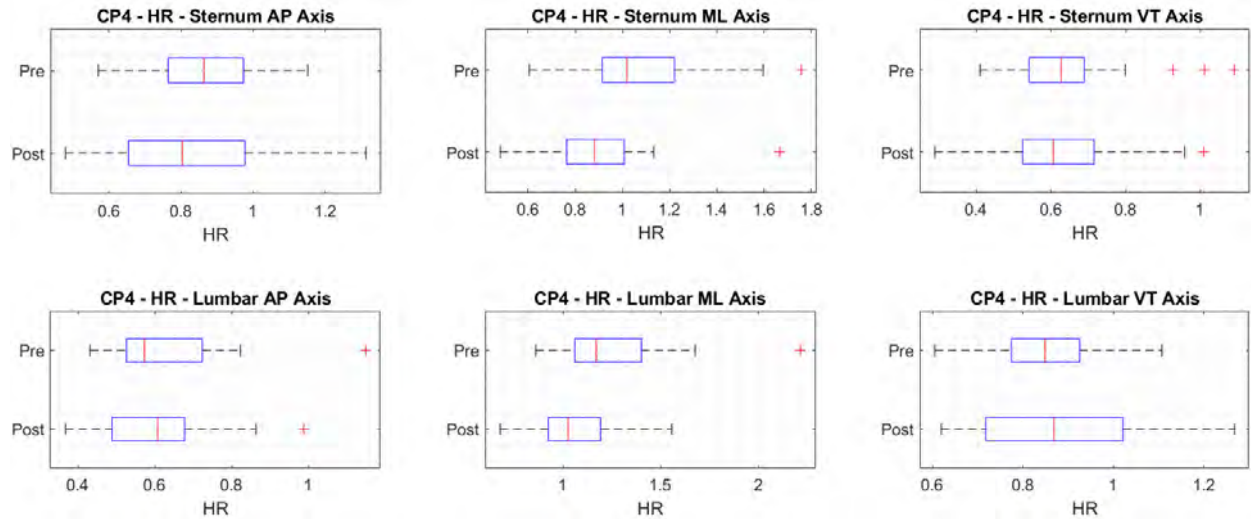 CP4 - HR - Sternum AP Axis
Pre
Post
0.6 0.8 1 1.2
HR
CP4 - HR - Sternum ML Axis
Pre
Post
0.6 0.8 1 1.2 1.4 1.6 1.8
HR
CP4 - HR - Sternum VT Axis
Pre
Post
0.4 0.6 0.8 1
HR
CP4 - HR - Lumbar AP Axis
Pre
Post
0.4 0.6 0.8 1
HR
CP4 - HR - Lumbar ML Axis
Pre
Post
1 1.5 2
HR
CP4 - HR - Lumbar VT Axis
Pre
Post
0.6 0.8 1 1.2
HR